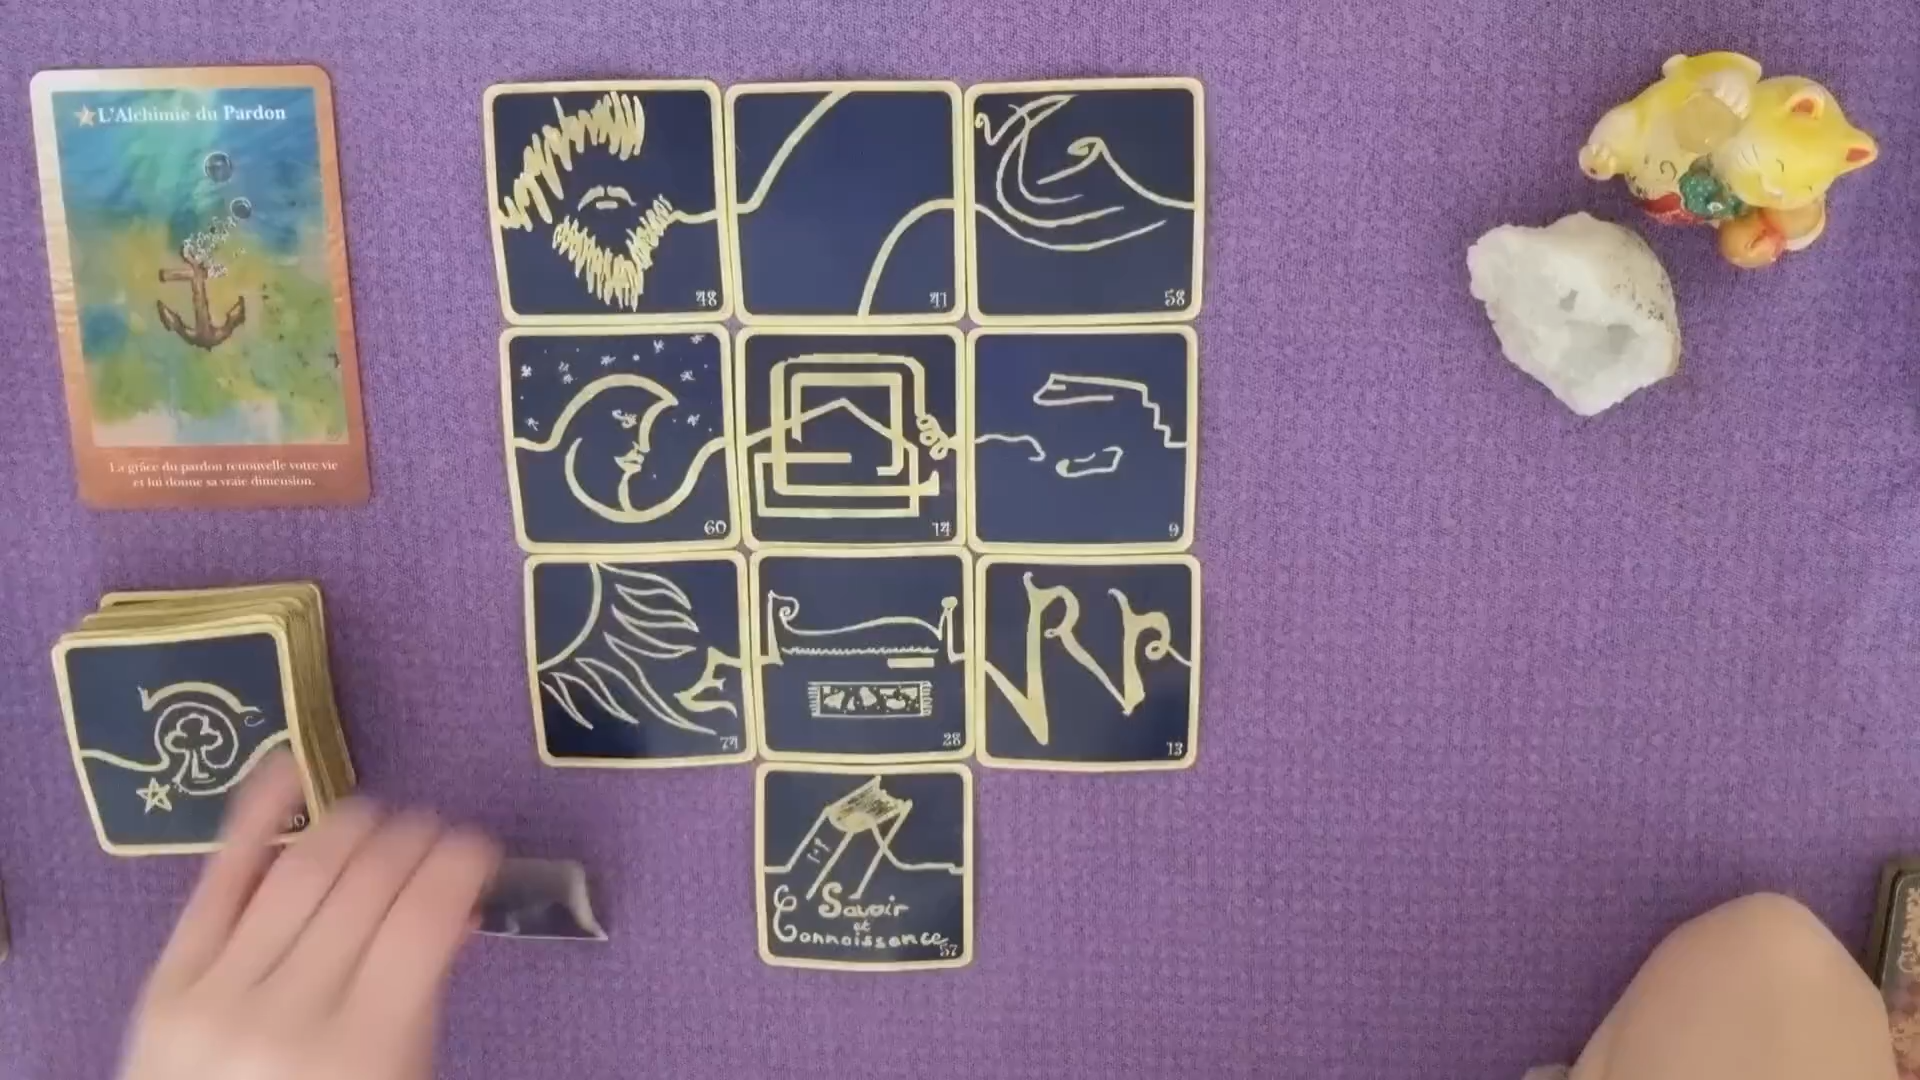 L'Alchimie du Pardon
La grâce du pardon renouvelle votre vie
et lui donne sa vraie dimension.
48
41
58
60
14
9
74
28
13
Savoir
et
Connaissance
57